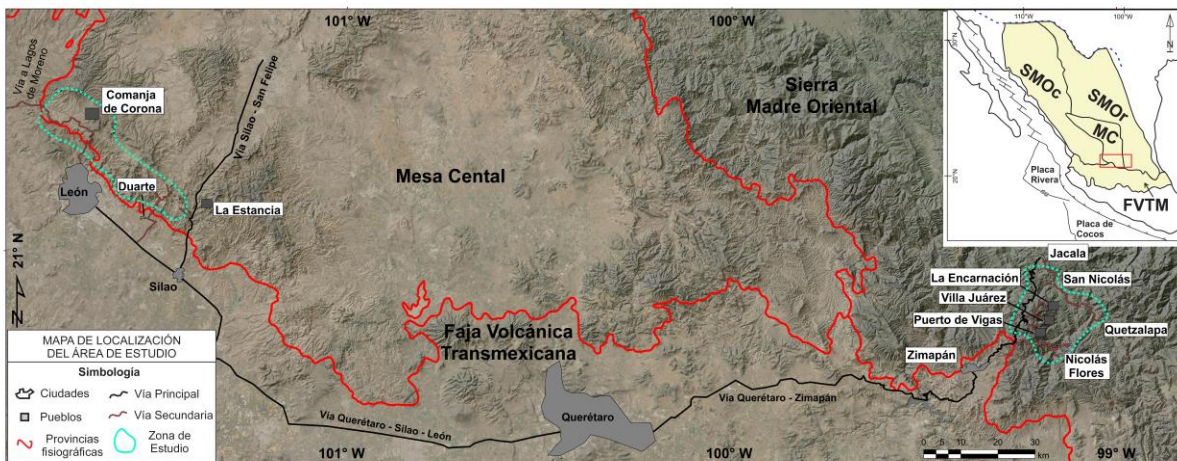 101° W
100° W
Vía a Lagos
de Moreno
Comanja
de Corona
Vía Silao - San Felipe
León
Duarte
La Estancia
21° N
N
Silao
Mesa Cental
Sierra
Madre Oriental
Faja Volcánica
Transmexicana
Querétaro
Vía Querétaro - Silao - León
Vía Querétaro - Zimapán
Zimapán
Jacala
La Encarnación
San Nicolás
Villa Juárez
Puerto de Vigas
Quetzalapa
Nicolás
Flores
110° W
100° W
N
30°N
20°N
SMOc
SMOr
MC
FVTM
Placa
Rivera
Placa de
Cocos
MAPA DE LOCALIZACIÓN
DEL ÁREA DE ESTUDIO
Simbología
Ciudades
Vía Principal
Pueblos
Vía Secundaria
Provincias
fisiográficas
Zona de
Estudio
0 5 10 20 30
km
101° W
100° W
99° W